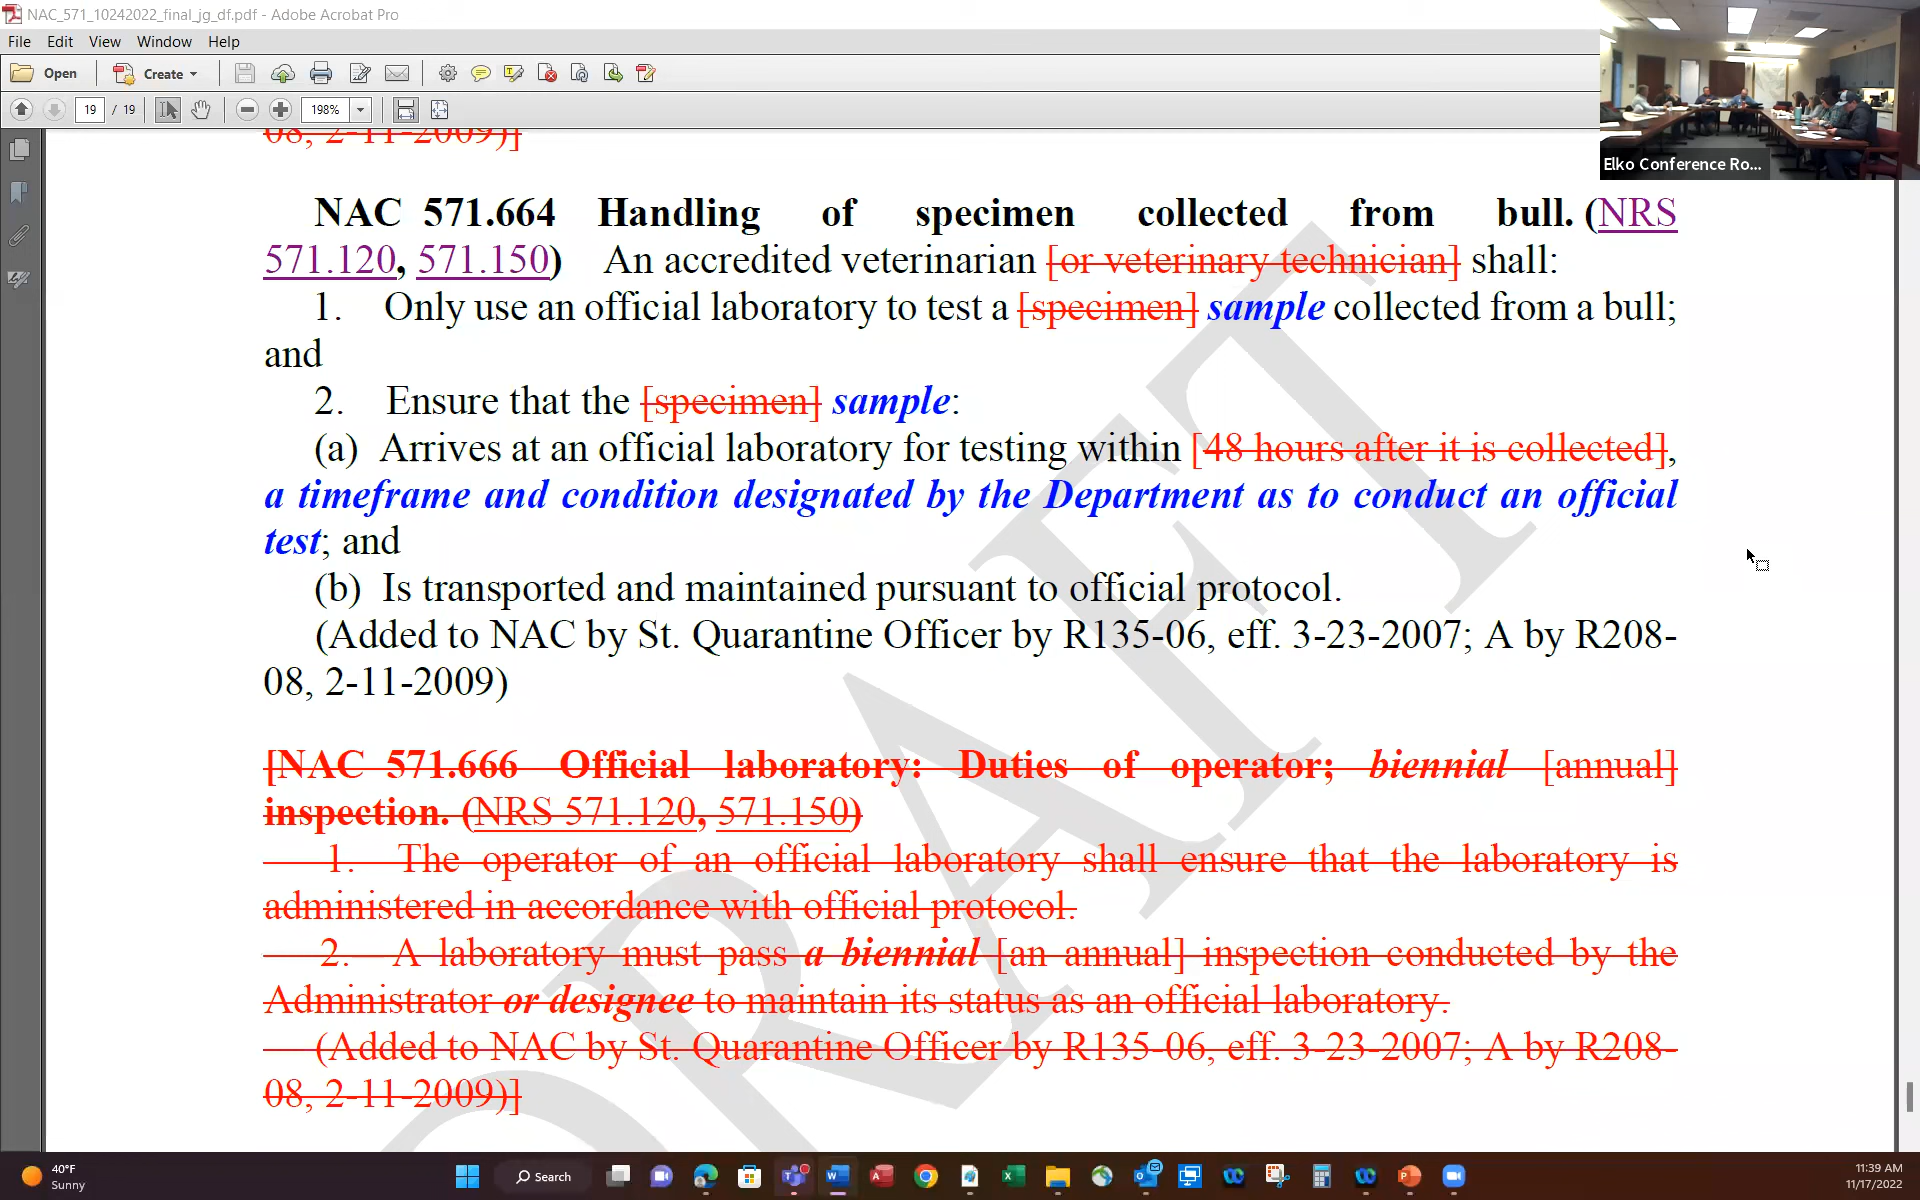 NAC_571_10242022_final_jg_df.pdf - Adobe Acrobat Pro
File Edit View Window Help
Open Create
19 / 19 198%
Elko Conference Ro...
08, 2-11-2009)]
NAC 571.664 Handling of specimen collected from bull. (NRS
571.120, 571.150) An accredited veterinarian [or veterinary technician] shall:
1. Only use an official laboratory to test a [specimen] sample collected from a bull;
and
2. Ensure that the [specimen] sample:
(a) Arrives at an official laboratory for testing within [48 hours after it is collected],
a timeframe and condition designated by the Department as to conduct an official
test; and
(b) Is transported and maintained pursuant to official protocol.
(Added to NAC by St. Quarantine Officer by R135-06, eff. 3-23-2007; A by R208-
08, 2-11-2009)
[NAC 571.666 Official laboratory: Duties of operator; biennial [annual]
inspection. (NRS 571.120, 571.150)
1. The operator of an official laboratory shall ensure that the laboratory is
administered in accordance with official protocol.
2. A laboratory must pass a biennial [an annual] inspection conducted by the
Administrator or designee to maintain its status as an official laboratory.
(Added to NAC by St. Quarantine Officer by R135-06, eff. 3-23-2007; A by R208-
08, 2-11-2009)]
DRAFT
40°F
Sunny
Search
11:39 AM
11/17/2022